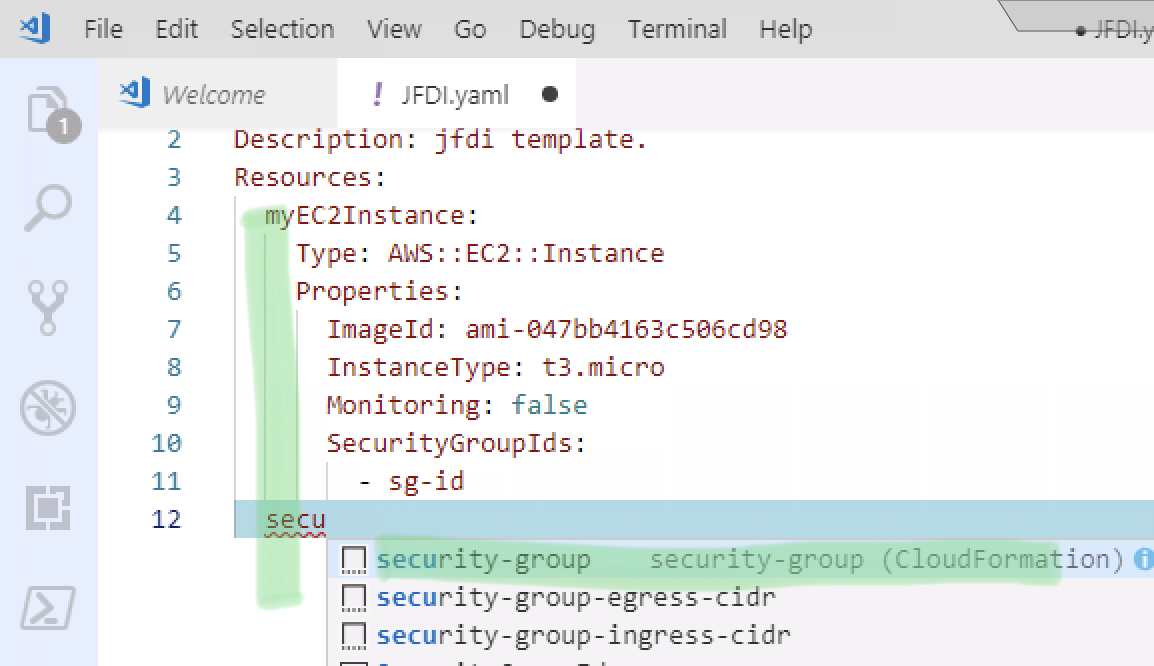 File Edit Selection View Go Debug Terminal Help ● JFDI.y
Welcome ! JFDI.yaml ●
1
2 Description: jfdi template.
3 Resources:
4 myEC2Instance:
5 Type: AWS::EC2::Instance
6 Properties:
7 ImageId: ami-047bb4163c506cd98
8 InstanceType: t3.micro
9 Monitoring: false
10 SecurityGroupIds:
11 - sg-id
12 secu
security-group security-group (CloudFormation)
security-group-egress-cidr
security-group-ingress-cidr